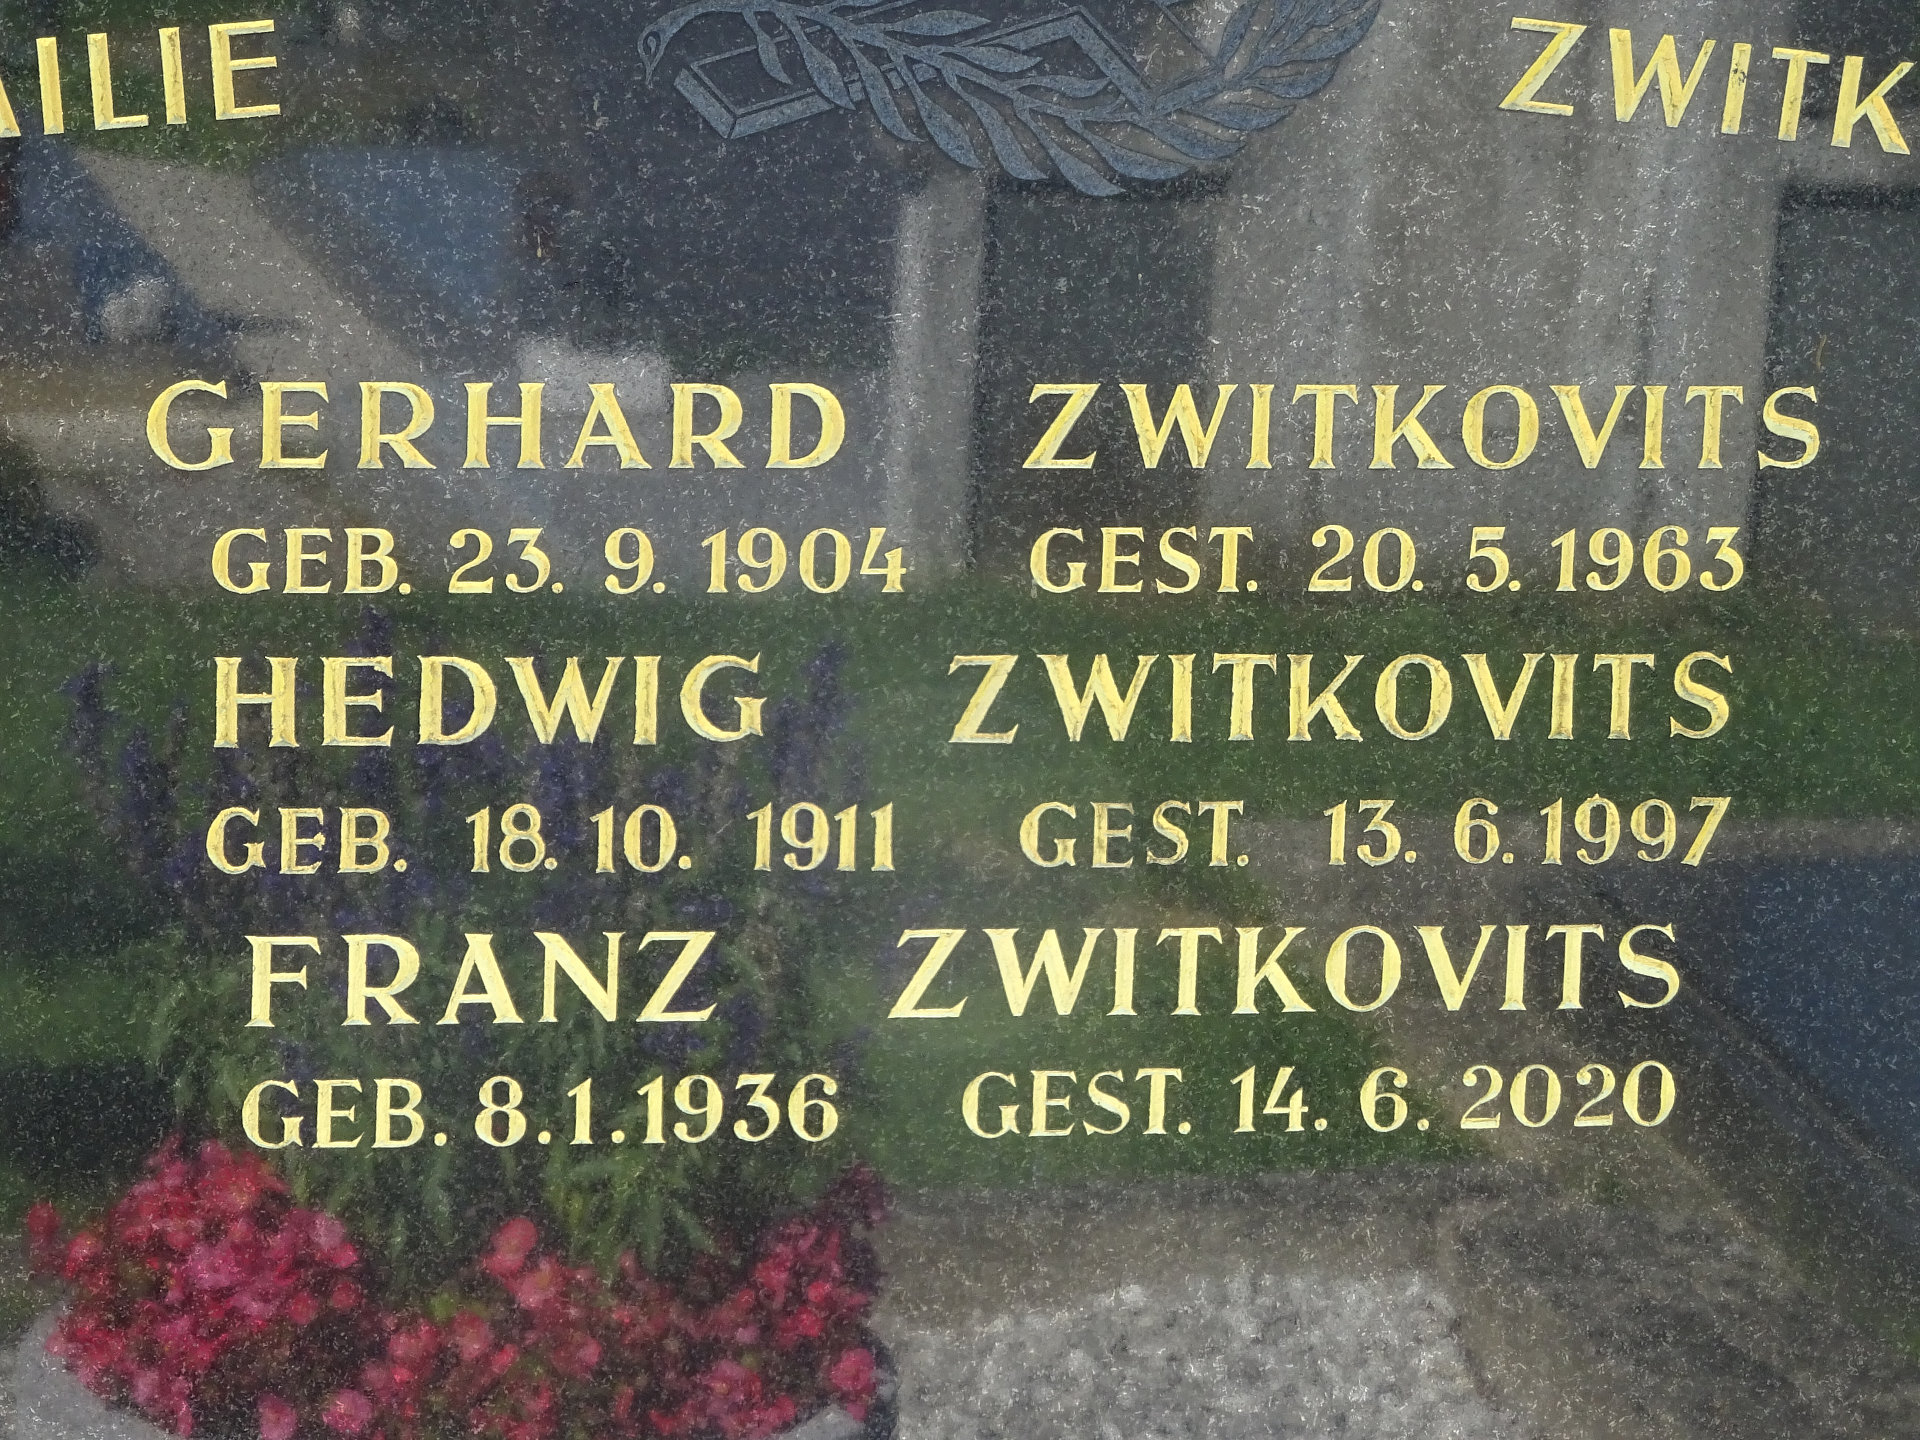 AILIE ZWITK
GERHARD ZWITKOVITS
GEB. 23. 9. 1904 GEST. 20. 5. 1963
HEDWIG ZWITKOVITS
GEB. 18. 10. 1911 GEST. 13. 6. 1997
FRANZ ZWITKOVITS
GEB. 8.1.1936 GEST. 14. 6. 2020